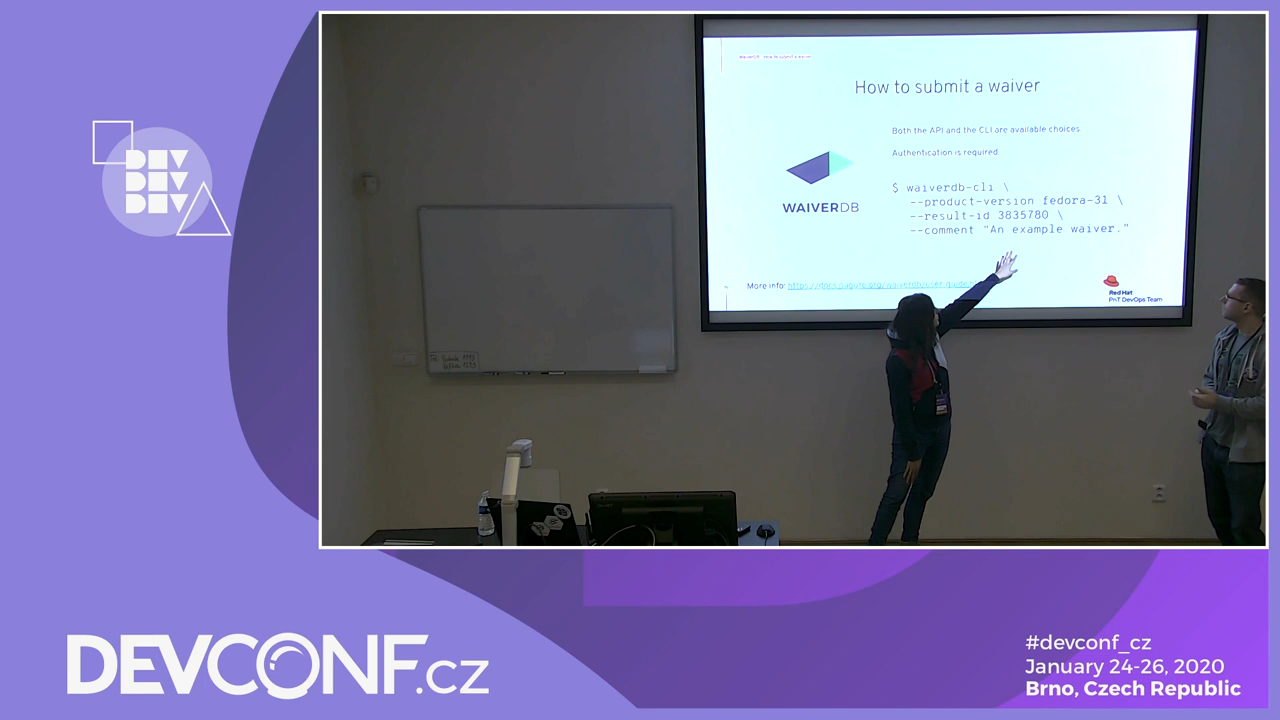 DEV
DEV
DEV
How to submit a waiver
Both the API and the CLI are available choices
Authentication is required
WAIVERDB
$ waiverdb-cli \
--product-version fedora-31 \
--result-id 3835780 \
--comment "An example waiver."
More info:
Red Hat
PnT DevOps Team
DEVCONF.cz
#devconf_cz
January 24-26, 2020
Brno, Czech Republic